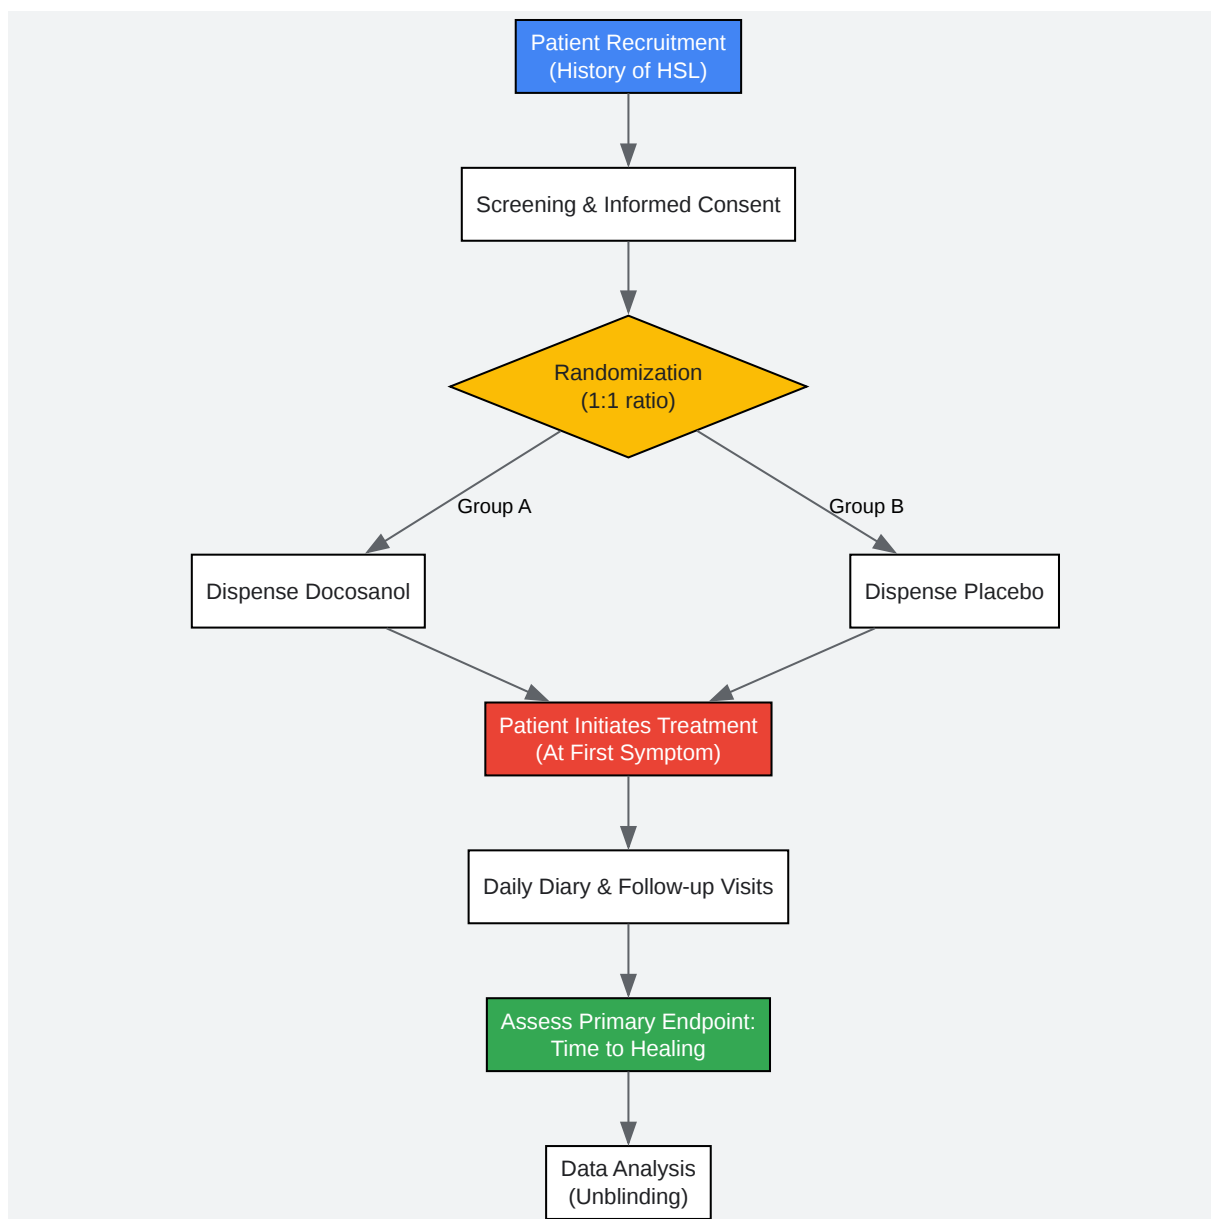 Patient Recruitment
(History of HSL)
Screening & Informed Consent
Randomization
(1:1 ratio)
Group A
Group B
Dispense Docosanol
Dispense Placebo
Patient Initiates Treatment
(At First Symptom)
Daily Diary & Follow-up Visits
Assess Primary Endpoint:
Time to Healing
Data Analysis
(Unblinding)